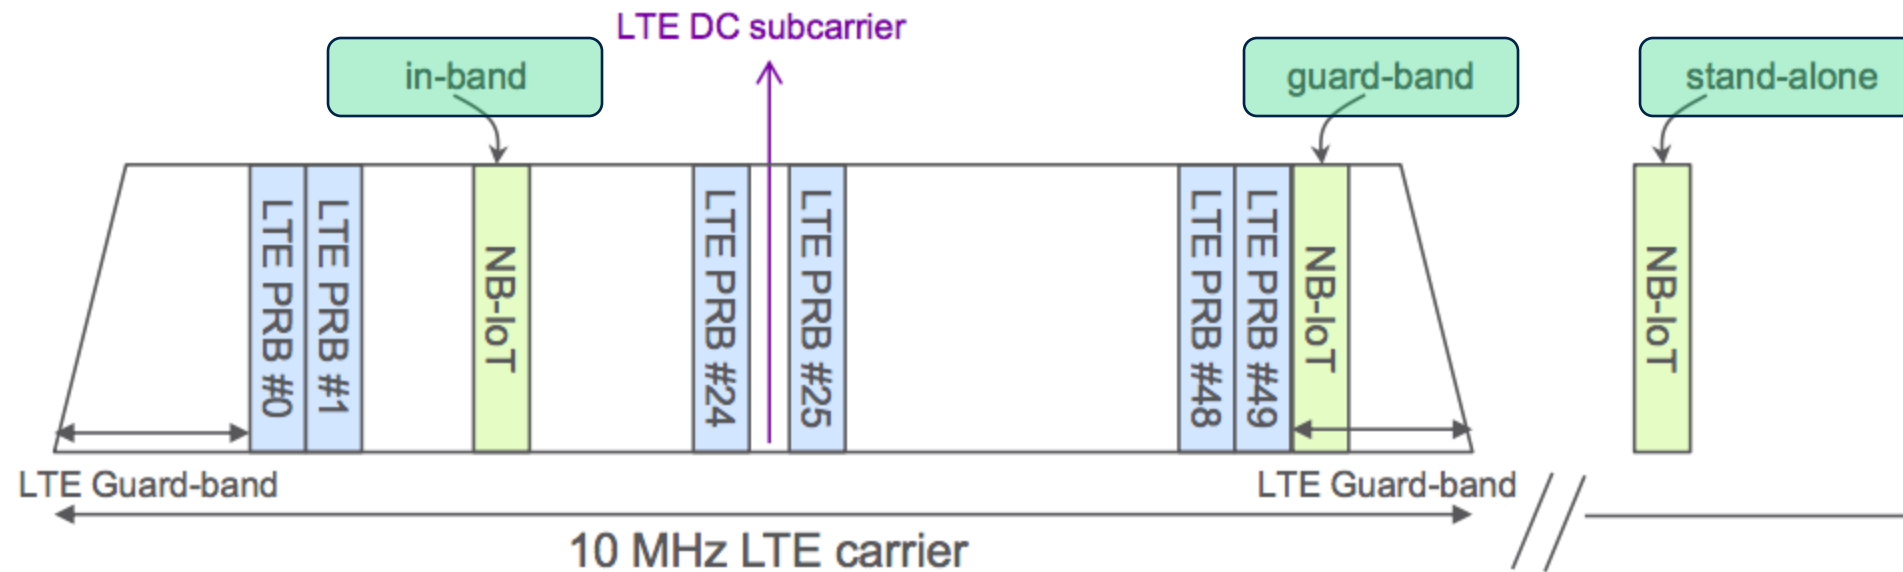 LTE DC subcarrier
in-band
guard-band
stand-alone
LTE PRB #0
LTE PRB #1
NB-IoT
LTE PRB #24
LTE PRB #25
LTE PRB #48
LTE PRB #49
NB-IoT
NB-IoT
LTE Guard-band
LTE Guard-band
10 MHz LTE carrier